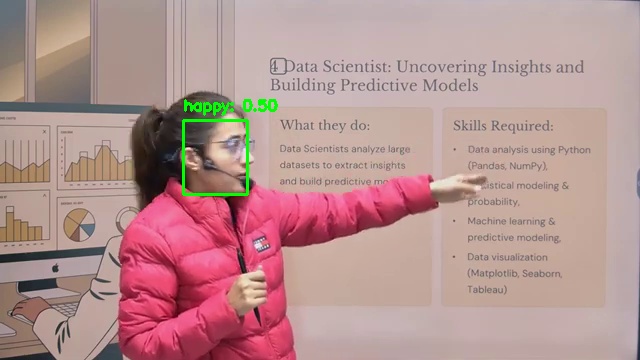 happy: 0.50
4 Data Scientist: Uncovering Insights and
Building Predictive Models
What they do:
Data Scientists analyze large
datasets to extract insights
and build predictive
Skills Required:
• Data analysis using Python
(Pandas, NumPy),
• modeling &
probability,
• Machine learning &
predictive modeling,
• Data visualization
(Matplotlib, Seaborn,
Tableau)